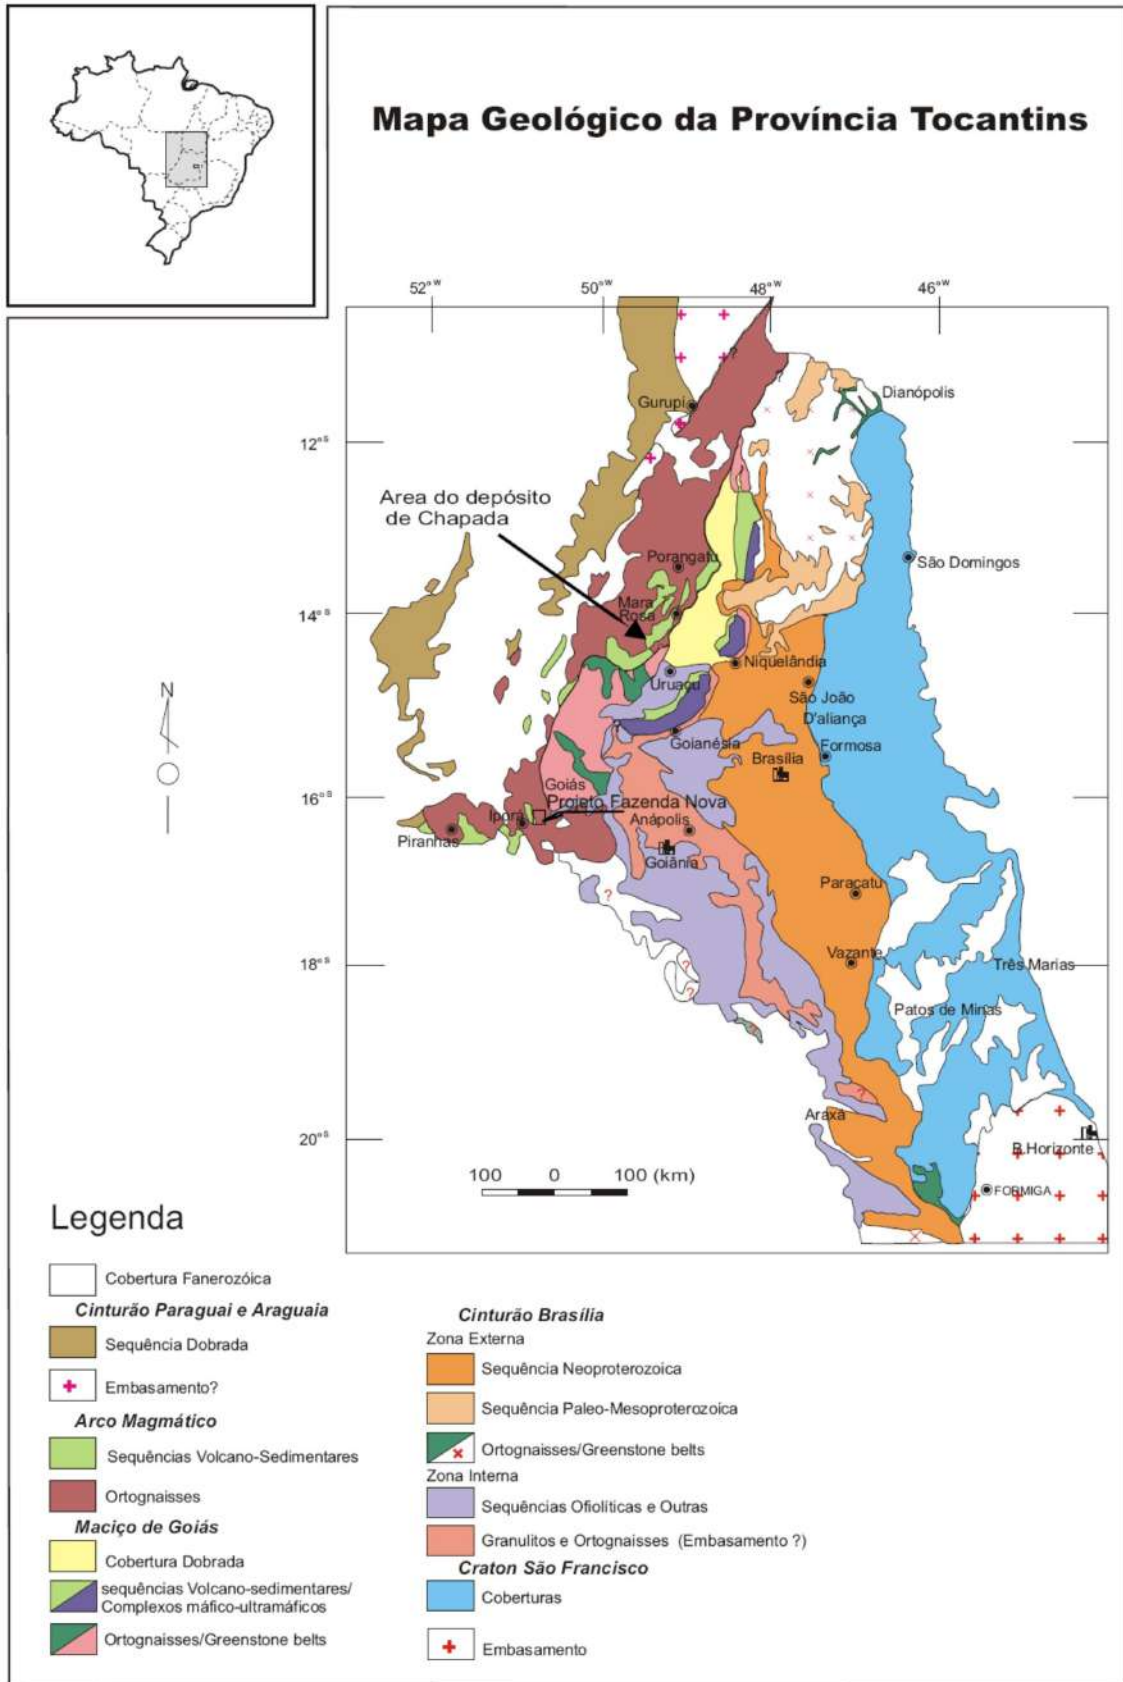 Mapa Geológico da Província Tocantins
52°W
50°W
48°W
46°W
12°S
14°S
16°S
18°S
20°S
?
?
Gurupi
Dianópolis
Area do depósito
de Chapada
Porangatu
São Domingos
Mara
Rosa
Niquelândia
Uruaçu
São João
D'aliança
?
Goianésia
Formosa
Brasília
Goiás
Projeto Fazenda Nova
Iporá
Anápolis
Piranhas
Goiânia
N
Paracatu
?
Vazante
?
Três Marias
?
Patos de Minas
?
?
Araxá
B.Horizonte
FORMIGA
100 0 100 (km)
Legenda
Cobertura Fanerozóica
Cinturão Paraguai e Araguaia
Sequência Dobrada
Embasamento?
Arco Magmático
Sequências Volcano-Sedimentares
Ortognaisses
Maciço de Goiás
Cobertura Dobrada
sequências Volcano-sedimentares/
Complexos máfico-ultramáficos
Ortognaisses/Greenstone belts
Cinturão Brasília
Zona Externa
Sequência Neoproterozoica
Sequência Paleo-Mesoproterozoica
Ortognaisses/Greenstone belts
Zona Interna
Sequências Ofiolíticas e Outras
Granulitos e Ortognaisses (Embasamento ?)
Craton São Francisco
Coberturas
Embasamento